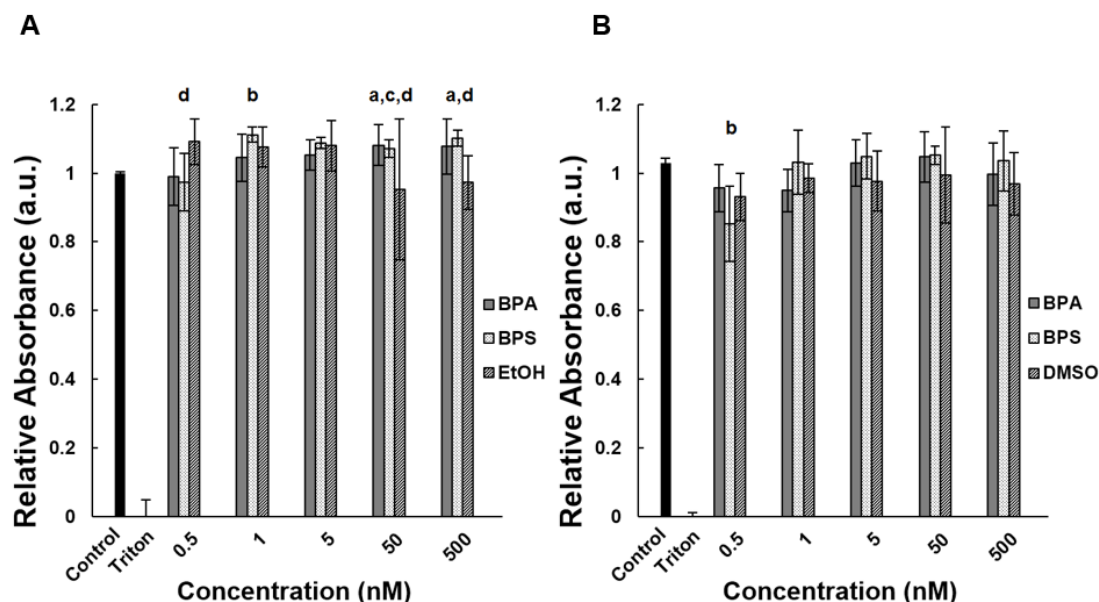 A
Relative Absorbance (a.u.)
1.2
1
0.8
0.6
0.4
0.2
0
d
b
a,c,d
a,d
BPA
BPS
EtOH
Control
Triton
0.5
1
5
50
500
Concentration (nM)
B
Relative Absorbance (a.u.)
1.2
1
0.8
0.6
0.4
0.2
0
b
BPA
BPS
DMSO
Control
Triton
0.5
1
5
50
500
Concentration (nM)